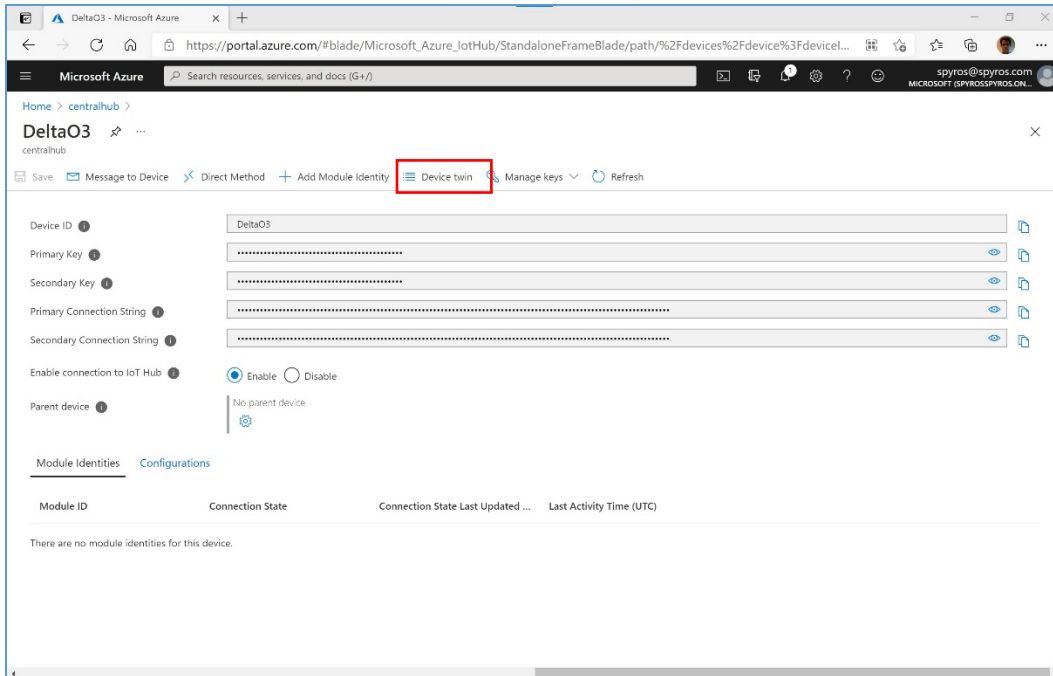 DeltaO3 - Microsoft Azure
https://portal.azure.com/#blade/Microsoft_Azure_IotHub/StandaloneFrameBlade/path/%2Fdevices%2Fdevice%3FdeviceI...
Microsoft Azure Search resources, services, and docs (G+/) 1 spyros@spyros.com
MICROSOFT (SPYROSSPYROS.ON...
Home > centralhub >
DeltaO3 ...
centralhub
Save Message to Device Direct Method Add Module Identity Device twin Manage keys Refresh
Device ID DeltaO3
Primary Key
Secondary Key
Primary Connection String
Secondary Connection String
Enable connection to IoT Hub Enable Disable
Parent device No parent device
Module Identities Configurations
Module ID Connection State Connection State Last Updated ... Last Activity Time (UTC)
There are no module identities for this device.